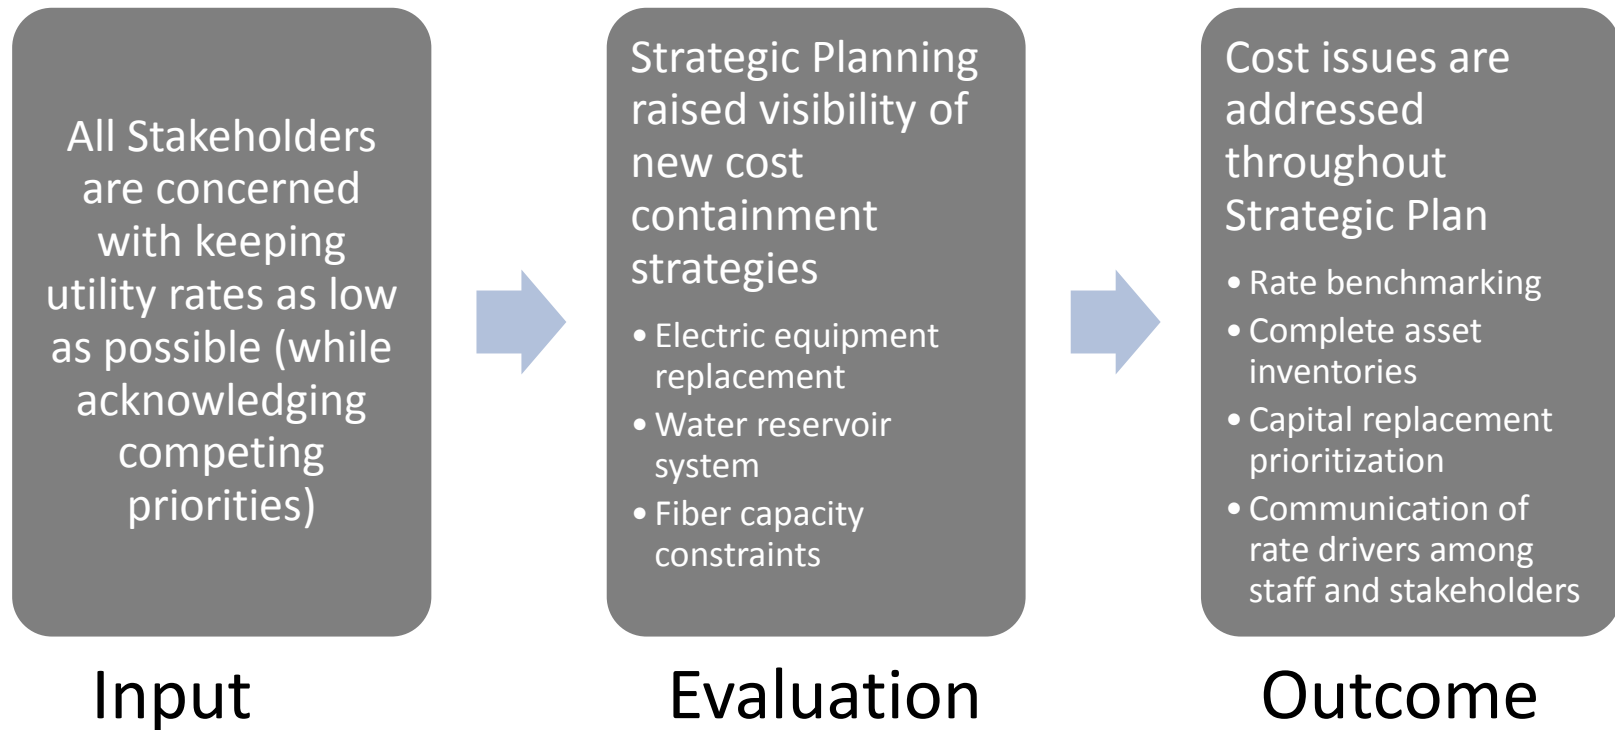 All Stakeholders
are concerned
with keeping
utility rates as low
as possible (while
acknowledging
competing
priorities)
Input
Strategic Planning
raised visibility of
new cost
containment
strategies
• Electric equipment
replacement
• Water reservoir
system
• Fiber capacity
constraints
Evaluation
Cost issues are
addressed
throughout
Strategic Plan
• Rate benchmarking
• Complete asset
inventories
• Capital replacement
prioritization
• Communication of
rate drivers among
staff and stakeholders
Outcome